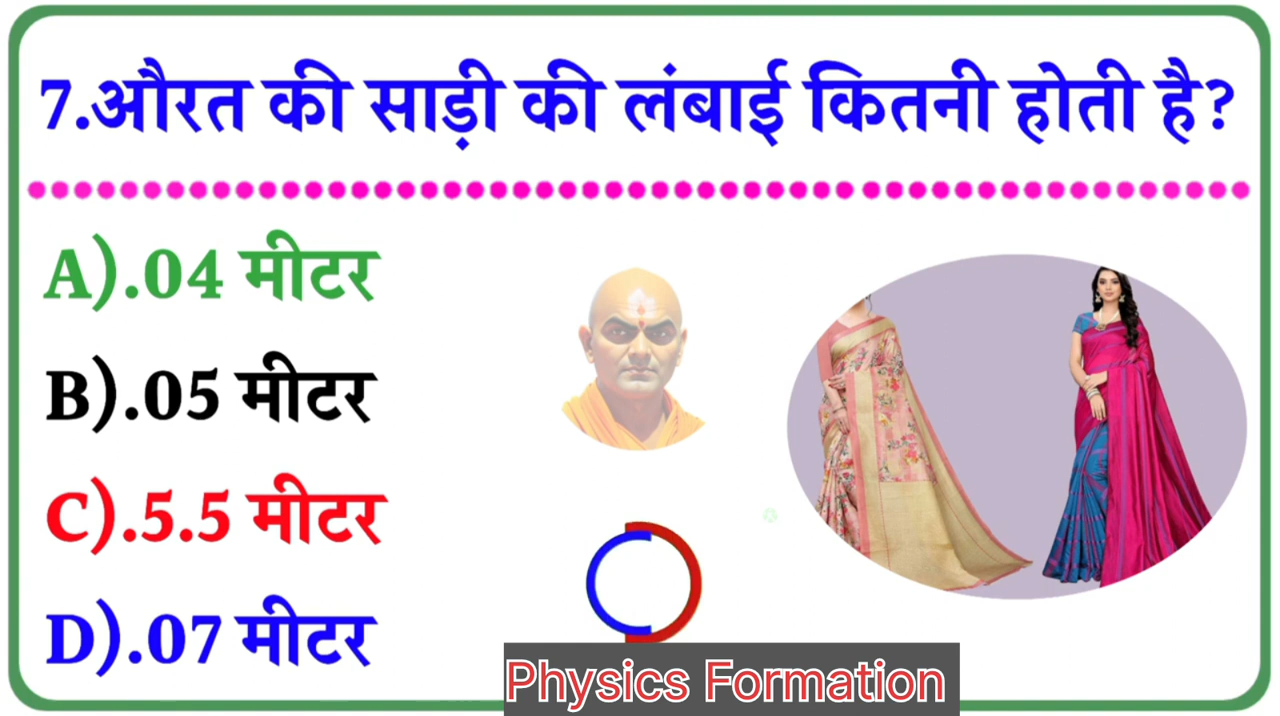 7.औरत की साड़ी की लंबाई कितनी होती है?
A).04 मीटर
B).05 मीटर
C).5.5 मीटर
D).07 मीटर
Physics Formation